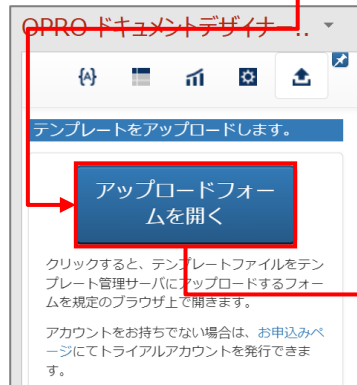 OPRO ドキュメントデザイナー..
{A}
テンプレートをアップロードします。
アップロードフォー
ムを開く
クリックすると、テンプレートファイルをテン
プレート管理サーバにアップロードするフォー
ムを規定のブラウザ上で開きます。
アカウントをお持ちでない場合は、お申込みペ
ージにてトライアルアカウントを発行できま
す。